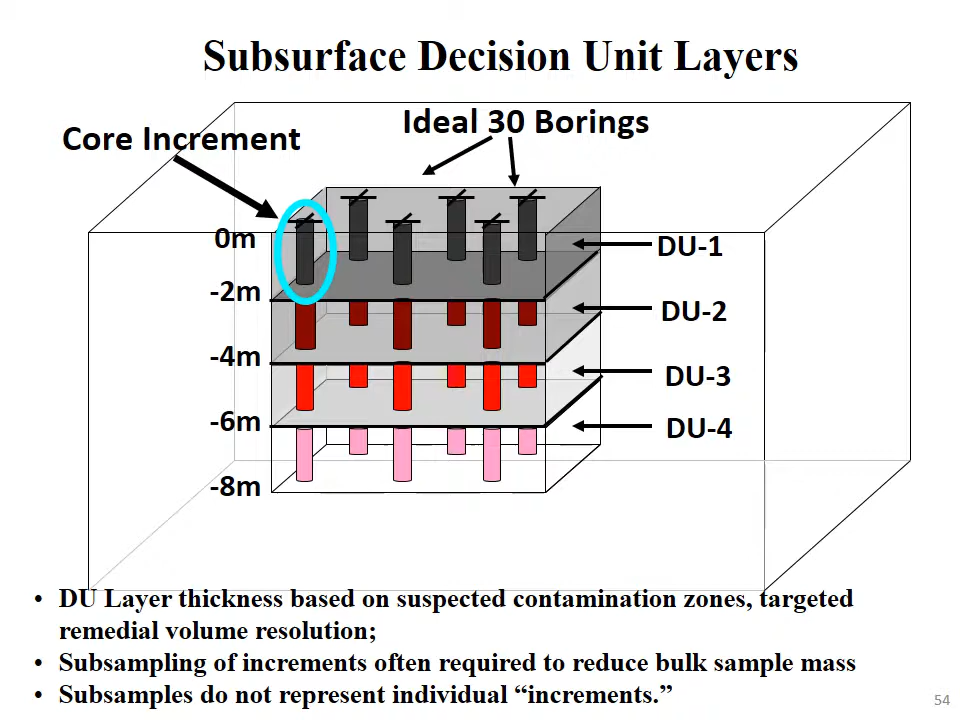 Subsurface Decision Unit Layers
Ideal 30 Borings
Core Increment
0m
DU-1
-2m
DU-2
-4m
DU-3
-6m
DU-4
-8m
• DU Layer thickness based on suspected contamination zones, targeted
remedial volume resolution;
• Subsampling of increments often required to reduce bulk sample mass
• Subsamples do not represent individual “increments.”
54